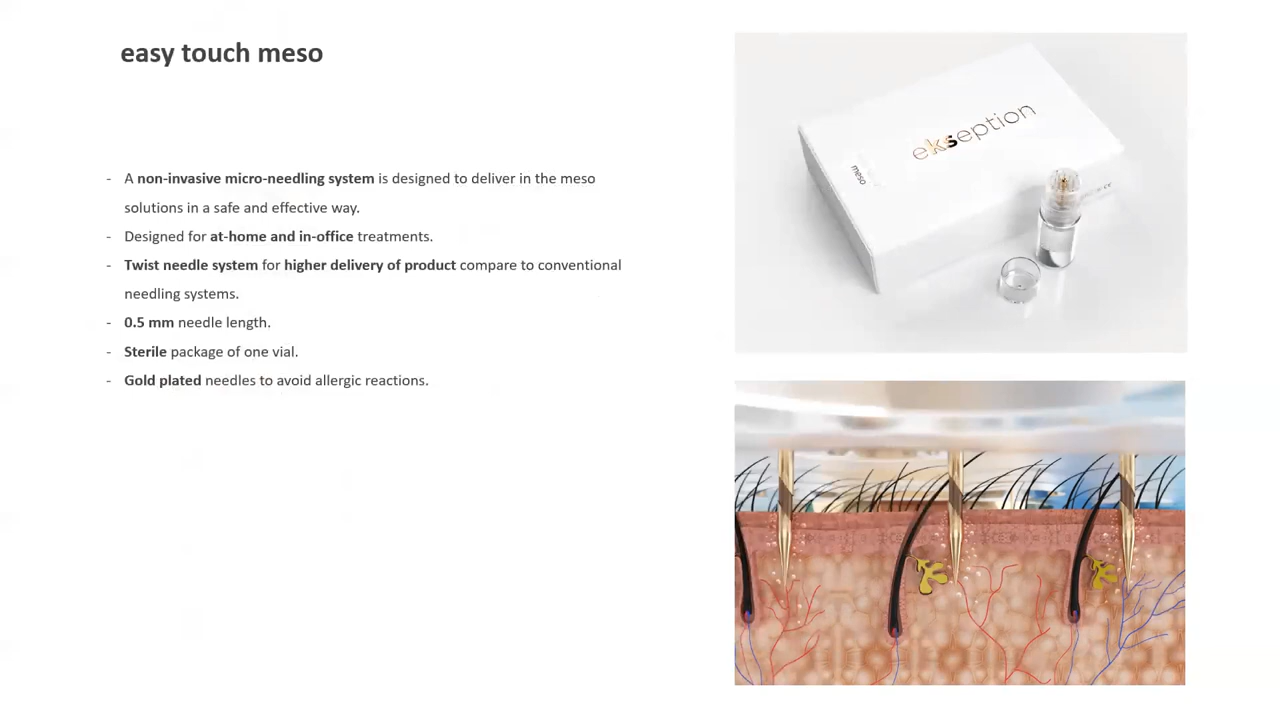 easy touch meso
- A non-invasive micro-needling system is designed to deliver in the meso
solutions in a safe and effective way.
- Designed for at-home and in-office treatments.
- Twist needle system for higher delivery of product compare to conventional
needling systems.
- 0.5 mm needle length.
- Sterile package of one vial.
- Gold plated needles to avoid allergic reactions.
ekseption
meso